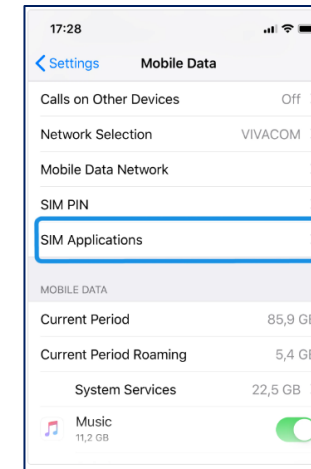 17:28
Settings Mobile Data
Calls on Other Devices Off
Network Selection VIVACOM
Mobile Data Network
SIM PIN
SIM Applications
MOBILE DATA
Current Period 85,9 GB
Current Period Roaming 5,4 GB
System Services 22,5 GB
Music
11,2 GB